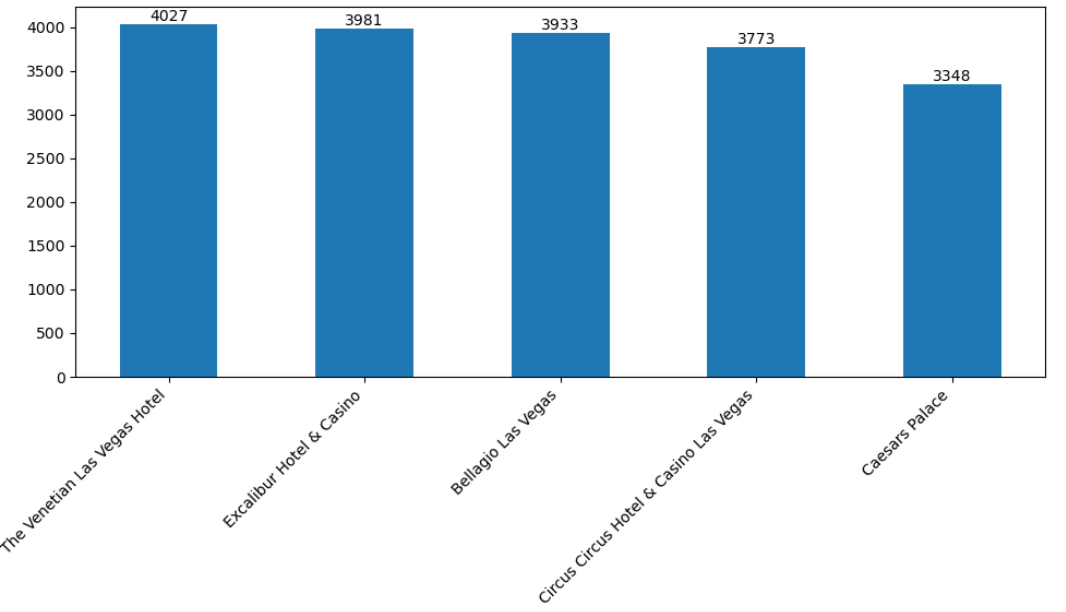 4027
3981
3933
3773
3348
4000
3500
3000
2500
2000
1500
1000
500
0
The Venetian Las Vegas Hotel
Excalibur Hotel & Casino
Bellagio Las Vegas
Circus Circus Hotel & Casino Las Vegas
Caesars Palace